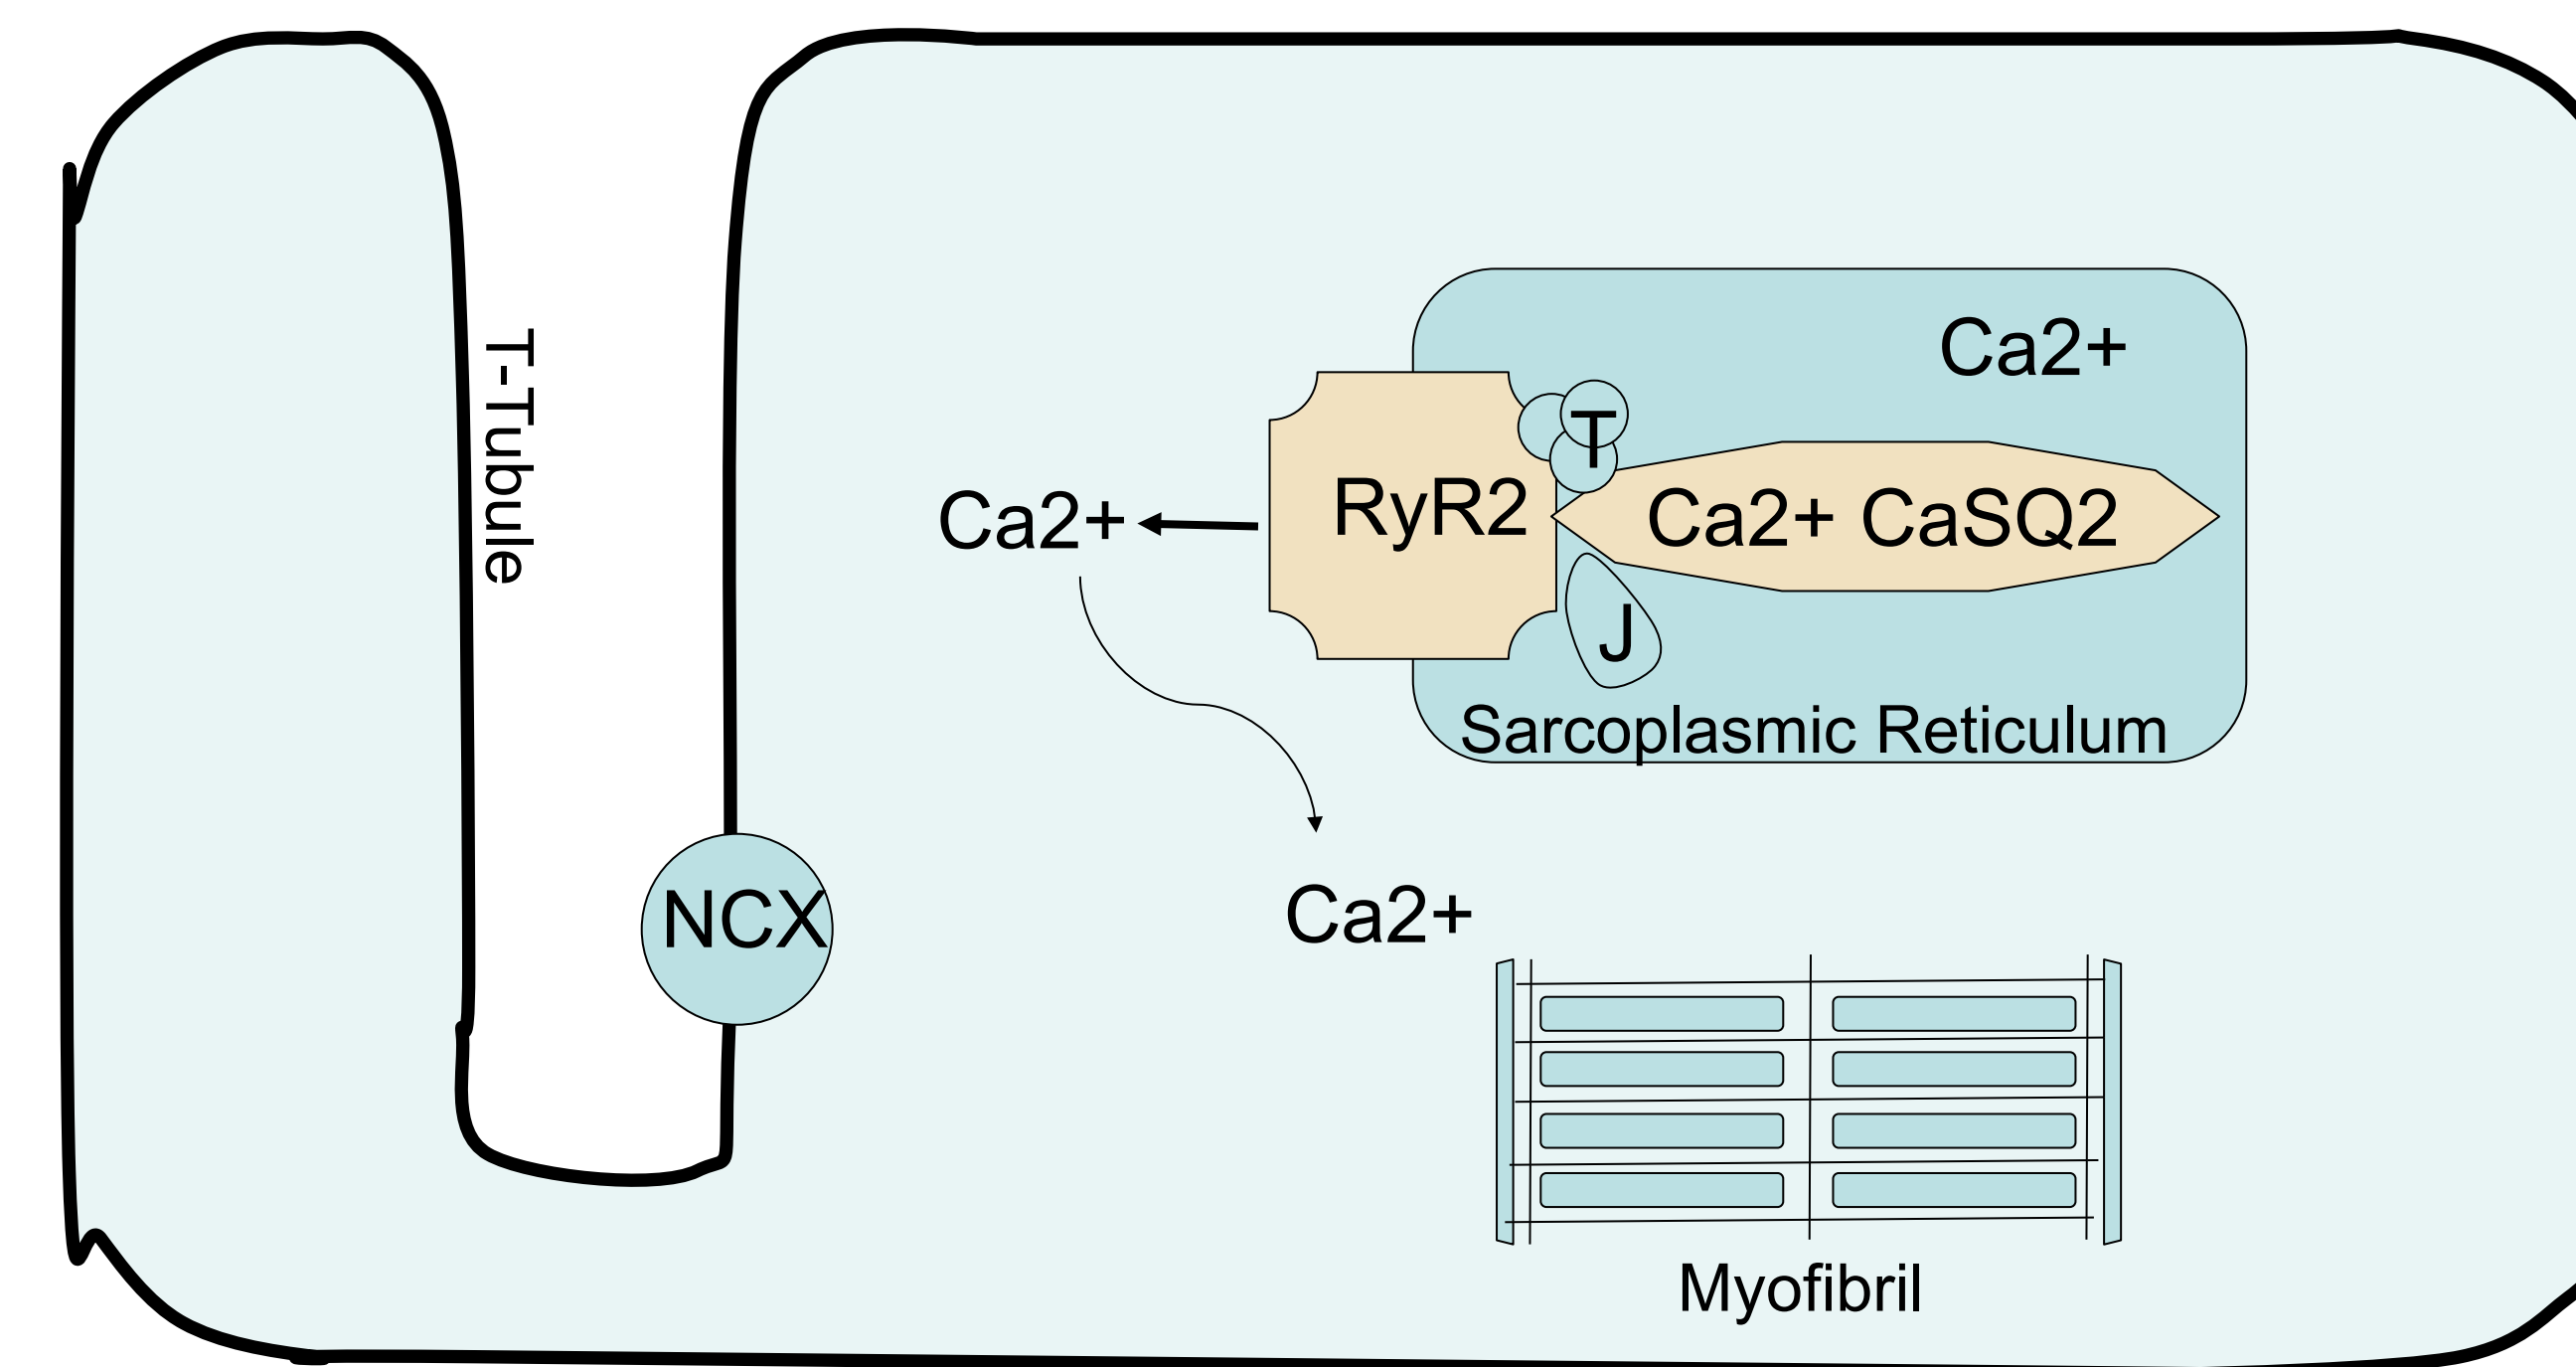 T-Tubule
Ca2+
T
RyR2
Ca2+ CaSQ2
Ca2+
J
Sarcoplasmic Reticulum
NCX
Ca2+
Myofibril